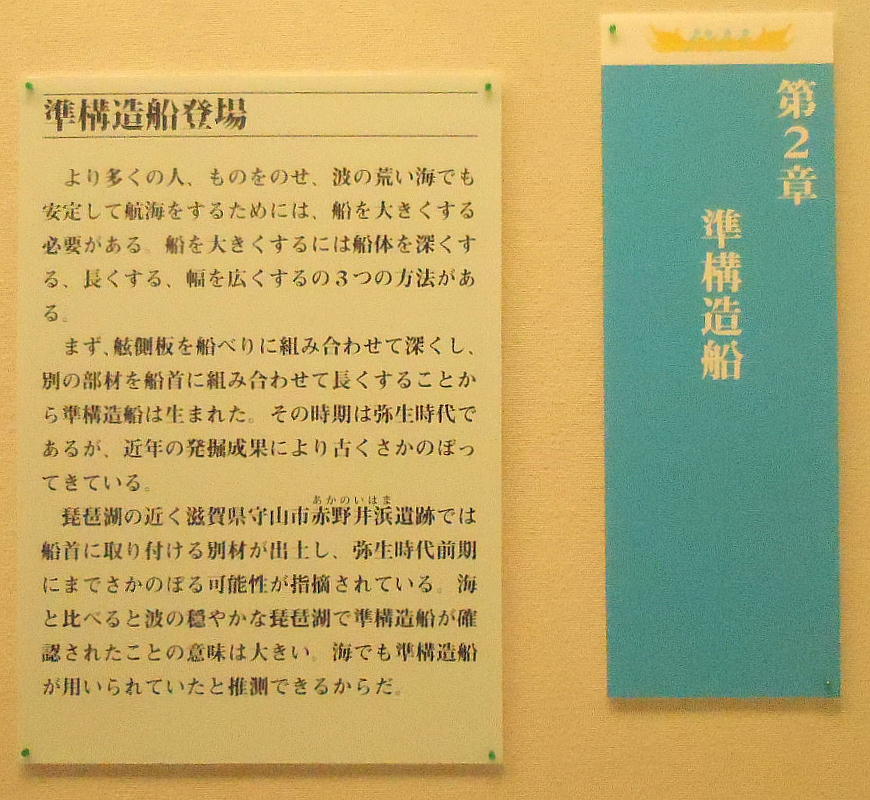 準構造船登場
より多くの人、ものをのせ、波の荒い海でも
安定して航海をするためには、船を大きくする
必要がある。船を大きくするには船体を深くす
る、長くする、幅を広くするの3つの方法があ
る。
まず、舷側板を船べりに組み合わせて深くし、
別の部材を船首に組み合わせて長くすることか
ら準構造船は生まれた。その時期は弥生時代で
あるが、近年の発掘成果により古くさかのぼっ
てきている。
あかのいはま
琵琶湖の近く滋賀県守山市赤野井浜遺跡では
船首に取り付ける別材が出土し、弥生時代前期
にまでさかのぼる可能性が指摘されている。海
と比べると波の穏やかな琵琶湖で準構造船が確
認されたことの意味は大きい。海でも準構造船
が用いられていたと推測できるからだ。
第2章
準構造船